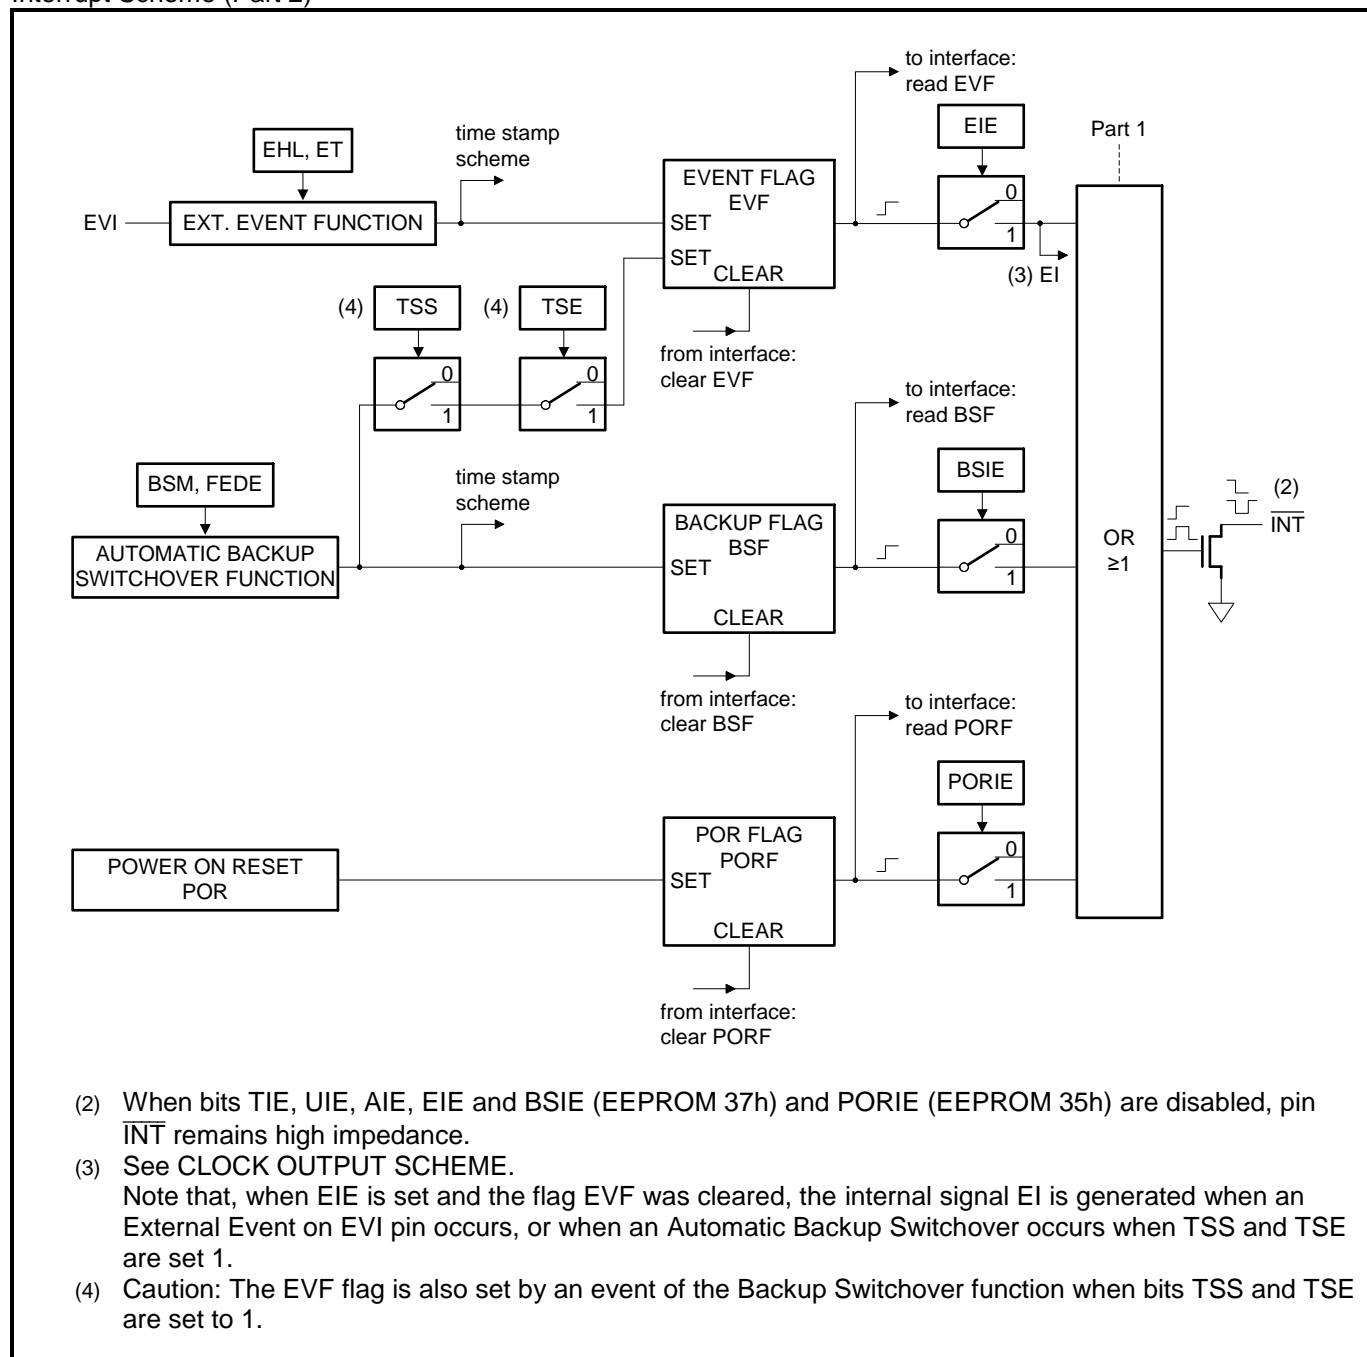 Interrupt Scheme (Part 2)
to interface:
read EVF
EHL, ET
time stamp
scheme
EIE
Part 1
EVENT FLAG
EVF
EVI
EXT. EVENT FUNCTION
SET
SET
CLEAR
0
1
(3) EI
(4) TSS
(4) TSE
0
1
0
1
from interface:
clear EVF
to interface:
read BSF
BSM, FEDE
time stamp
scheme
BSIE
BACKUP FLAG
BSF
AUTOMATIC BACKUP
SWITCHOVER FUNCTION
SET
CLEAR
0
1
OR
≥1
(2)
INT
from interface:
clear BSF
to interface:
read PORF
PORIE
POR FLAG
PORF
POWER ON RESET
POR
SET
CLEAR
0
1
from interface:
clear PORF
(2) When bits TIE, UIE, AIE, EIE and BSIE (EEPROM 37h) and PORIE (EEPROM 35h) are disabled, pin
INT remains high impedance.
(3) See CLOCK OUTPUT SCHEME.
Note that, when EIE is set and the flag EVF was cleared, the internal signal EI is generated when an
External Event on EVI pin occurs, or when an Automatic Backup Switchover occurs when TSS and TSE
are set 1.
(4) Caution: The EVF flag is also set by an event of the Backup Switchover function when bits TSS and TSE
are set to 1.